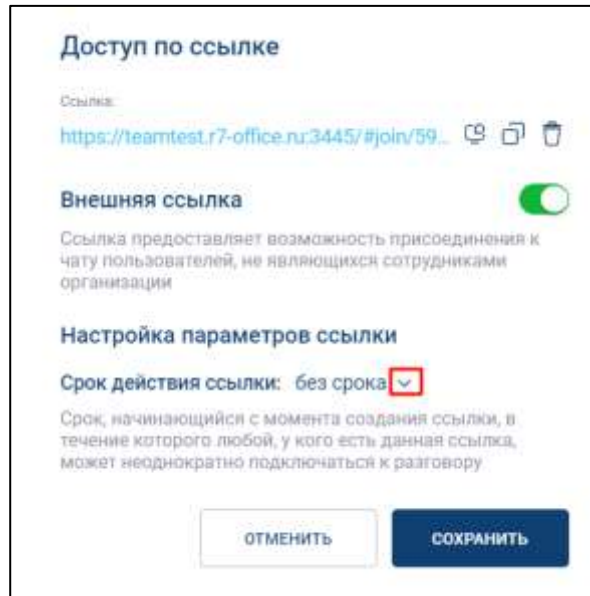 Доступ по ссылке
Ссылка:
https://teamtest.r7-office.ru:3445/#join/59...
Внешняя ссылка
Ссылка предоставляет возможность присоединения к
чату пользователей, не являющихся сотрудниками
организации
Настройка параметров ссылки
Срок действия ссылки: без срока
Срок, начинающийся с момента создания ссылки, в
течение которого любой, у кого есть данная ссылка,
может неоднократно подключаться к разговору
ОТМЕНИТЬ
СОХРАНИТЬ